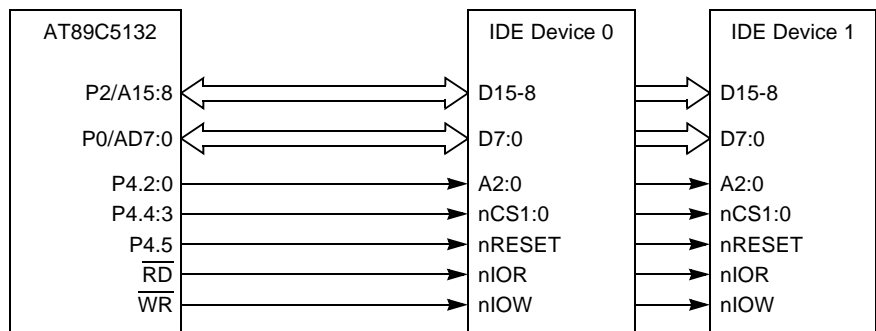 AT89C5132 IDE Device 0 IDE Device 1
P2/A15:8 D15-8 D15-8
P0/AD7:0 D7:0 D7:0
P4.2:0 A2:0 A2:0
P4.4:3 nCS1:0 nCS1:0
P4.5 nRESET nRESET
RD nIOR nIOR
WR nIOW nIOW